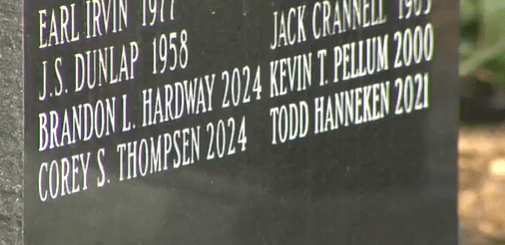 EARL IRVIN 1977
J.S. DUNLAP 1958
BRANDON L. HARDWAY 2024
COREY S. THOMPSEN 2024
JACK CRANNELL
KEVIN T. PELLUM 2000
TODD HANNEKEN 2021